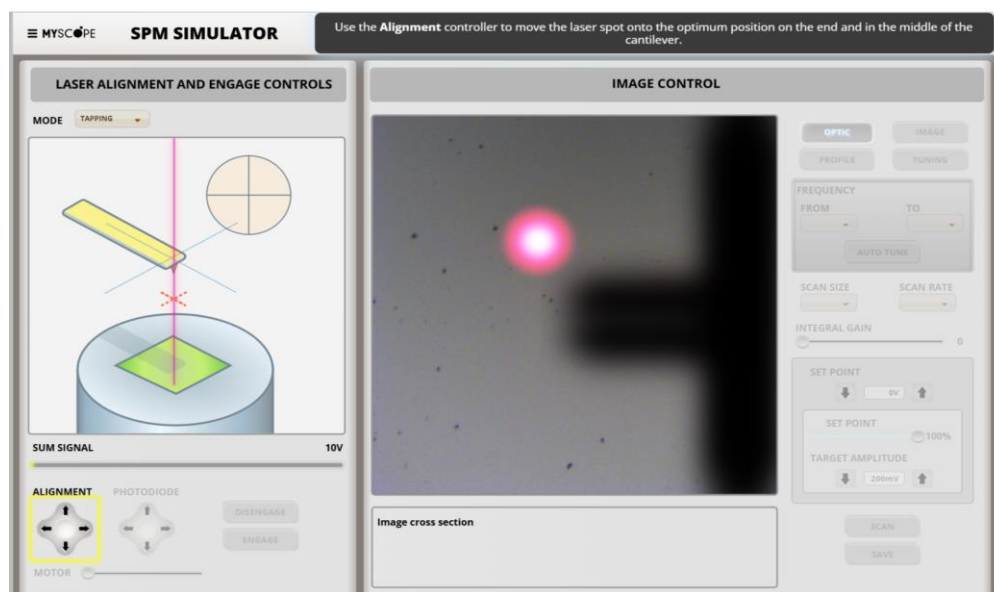 ≡ MYSCOPE
SPM SIMULATOR
Use the Alignment controller to move the laser spot onto the optimum position on the end and in the middle of the
cantilever.
LASER ALIGNMENT AND ENGAGE CONTROLS
MODE TAPPING
SUM SIGNAL 10V
ALIGNMENT PHOTODIODE
DISENGAGE
ENGAGE
MOTOR
IMAGE CONTROL
Image cross section
OPTIC IMAGE
PROFILE TUNING
FREQUENCY
FROM TO
AUTO TUNE
SCAN SIZE SCAN RATE
INTEGRAL GAIN
0
SET POINT
0V
SET POINT
100%
TARGET AMPLITUDE
200mV
SCAN
SAVE